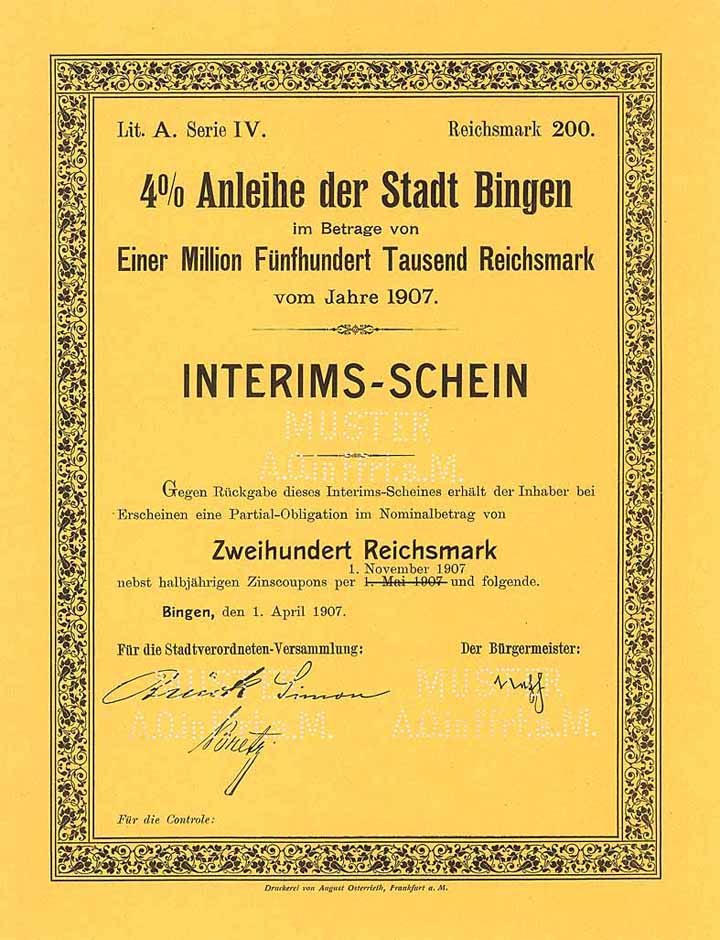 Lit. A. Serie IV. Reichsmark 200.
4% Anleihe der Stadt Bingen
im Betrage von
Einer Million Fünfhundert Tausend Reichsmark
vom Jahre 1907.
INTERIMS-SCHEIN
MUSTER
A.O. in Ffrt. a. M.
Gegen Rückgabe dieses Interims-Scheines erhält der Inhaber bei
Erscheinen eine Partial-Obligation im Nominalbetrag von
Zweihundert Reichsmark
1. November 1907
nebst halbjährigen Zinscoupons per 1. Mai 1907 und folgende.
Bingen, den 1. April 1907.
Für die Stadtverordneten-Versammlung: Der Bürgermeister:
MUSTER MUSTER
Simon
A.O. in Ffrt. a. M. A.O. in Ffrt. a. M.
Für die Controle:
Druckerei von August Osterrieth, Frankfurt a. M.